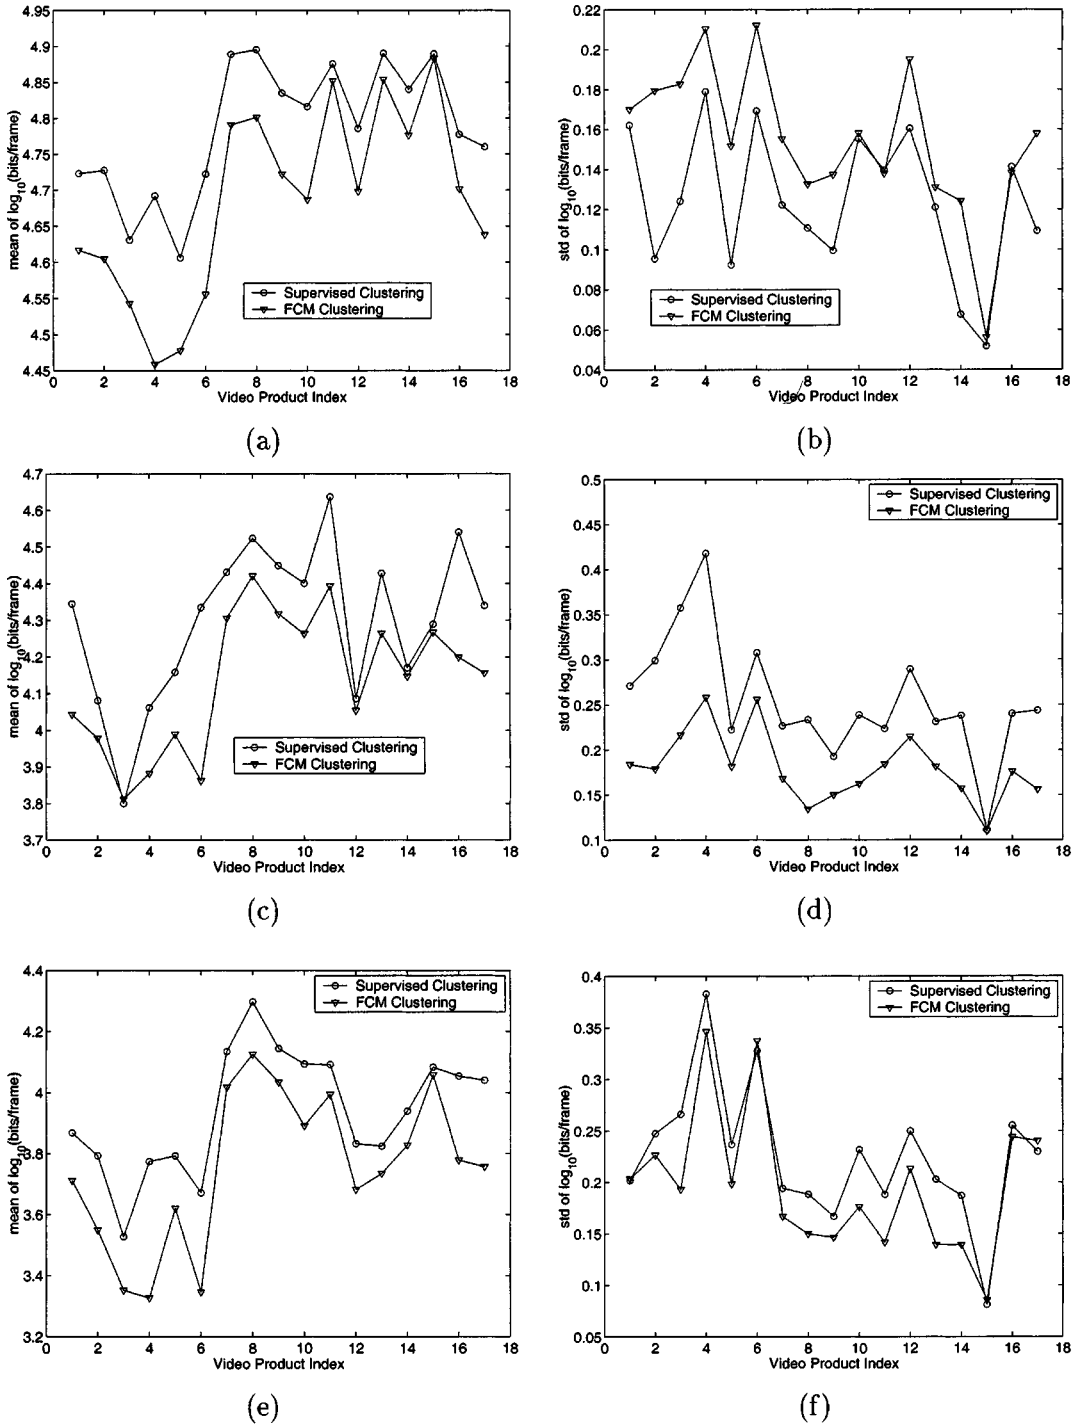 4.95
4.9
4.85
4.8
4.75
4.7
4.65
4.6
4.55
4.5
4.45
mean of log10(bits/frame)
Supervised Clustering
FCM Clustering
0 2 4 6 8 10 12 14 16 18
Video Product Index
(a)
0.22
0.2
0.18
0.16
0.14
0.12
0.1
0.08
0.06
0.04
std of log10(bits/frame)
Supervised Clustering
FCM Clustering
0 2 4 6 8 10 12 14 16 18
Video Product Index
(b)
4.7
4.6
4.5
4.4
4.3
4.2
4.1
4
3.9
3.8
3.7
mean of log10(bits/frame)
Supervised Clustering
FCM Clustering
0 2 4 6 8 10 12 14 16 18
Video Product Index
(c)
0.5
0.45
0.4
0.35
0.3
0.25
0.2
0.15
0.1
std of log10(bits/frame)
Supervised Clustering
FCM Clustering
0 2 4 6 8 10 12 14 16 18
Video Product Index
(d)
4.4
4.2
4
3.8
3.6
3.4
3.2
mean of log10(bits/frame)
Supervised Clustering
FCM Clustering
0 2 4 6 8 10 12 14 16 18
Video Product Index
(e)
0.4
0.35
0.3
0.25
0.2
0.15
0.1
0.05
std of log10(bits/frame)
Supervised Clustering
FCM Clustering
0 2 4 6 8 10 12 14 16 18
Video Product Index
(f)